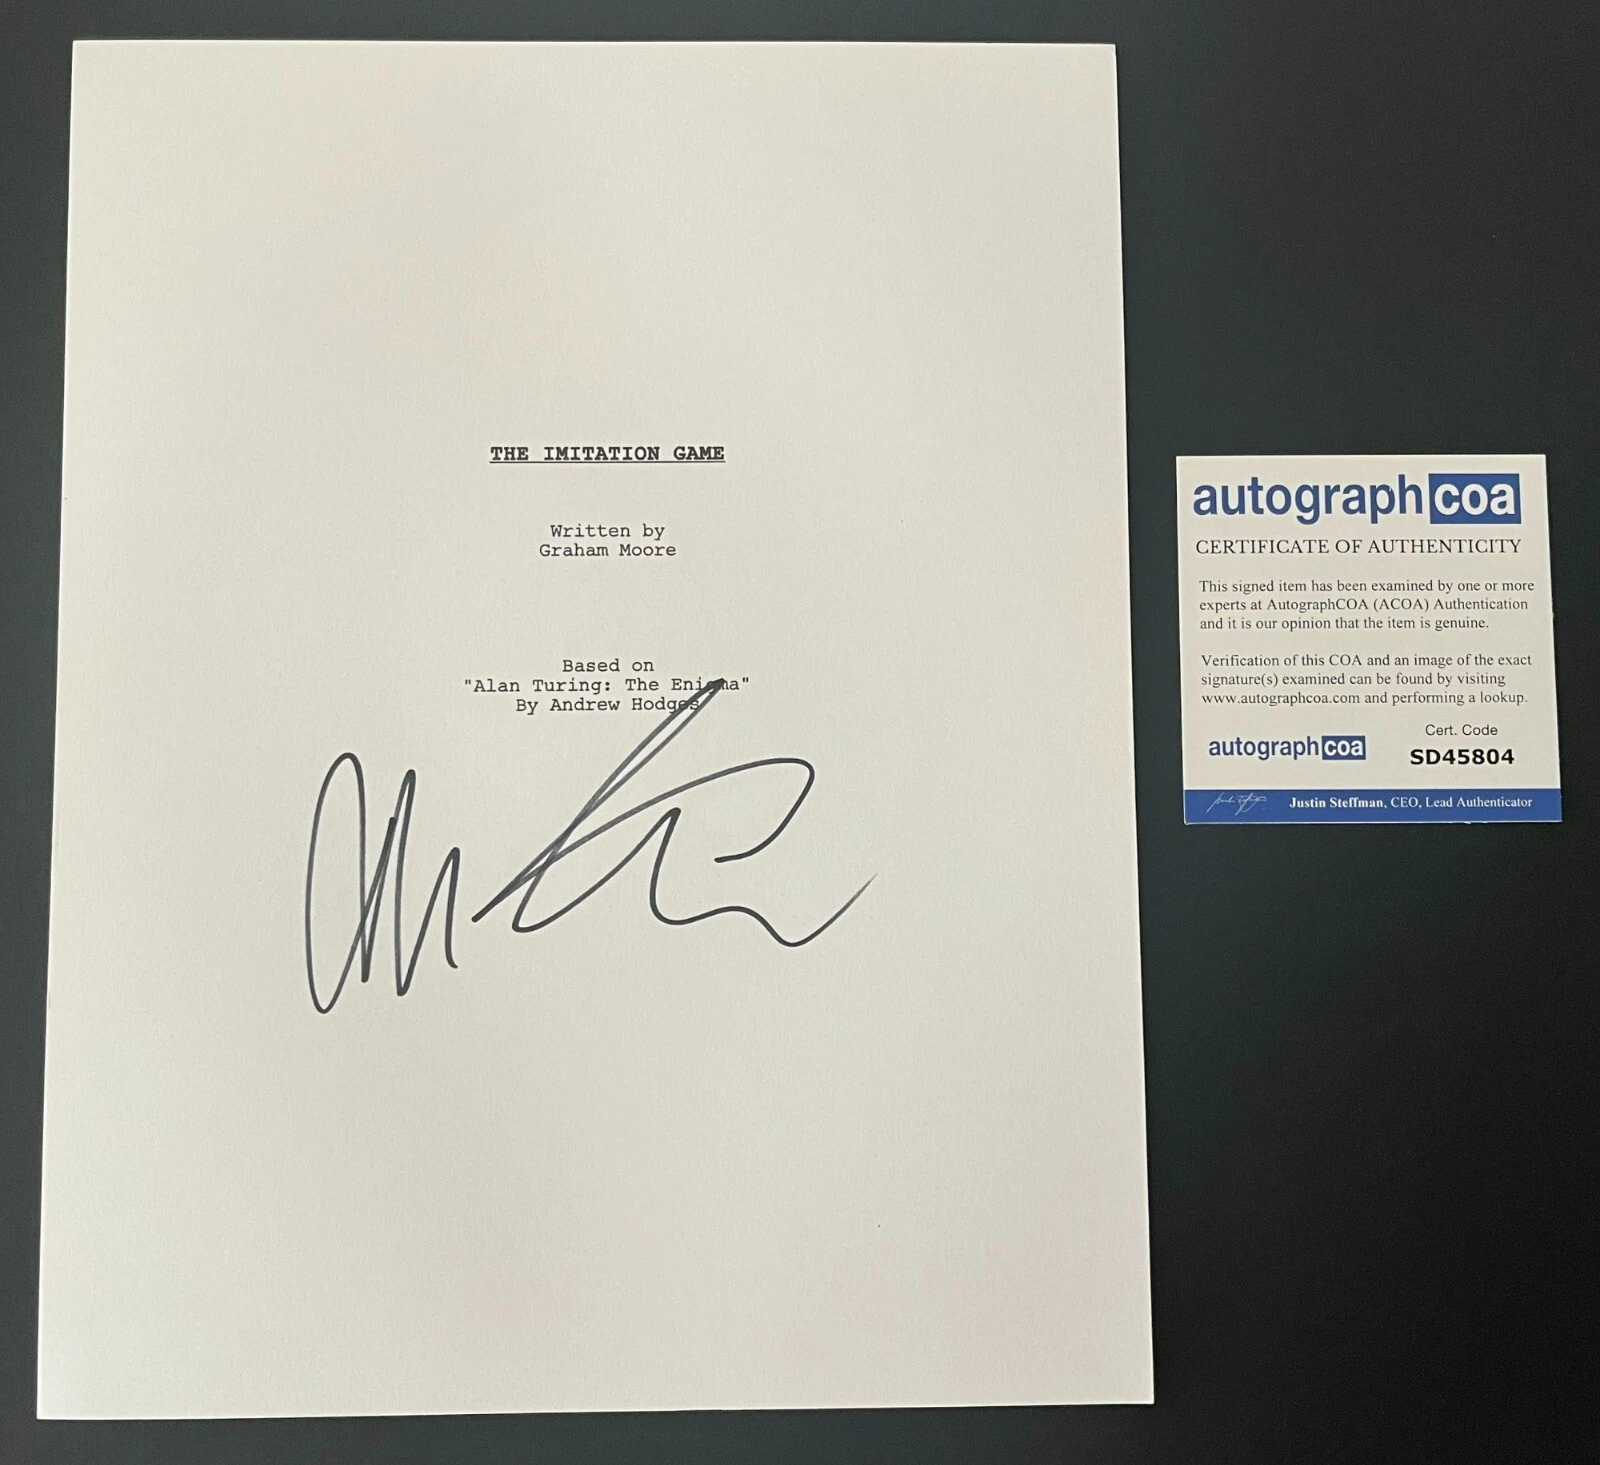 THE IMITATION GAME
Written by
Graham Moore
Based on
"Alan Turing: The Enigma"
By Andrew Hodges
autographcoa
CERTIFICATE OF AUTHENTICITY
This signed item has been examined by one or more
experts at AutographCOA (ACOA) Authentication
and it is our opinion that the item is genuine.
Verification of this COA and an image of the exact
signature(s) examined can be found by visiting
www.autographcoa.com and performing a lookup.
autographcoa
Cert. Code
SD45804
Justin Steffman, CEO, Lead Authenticator